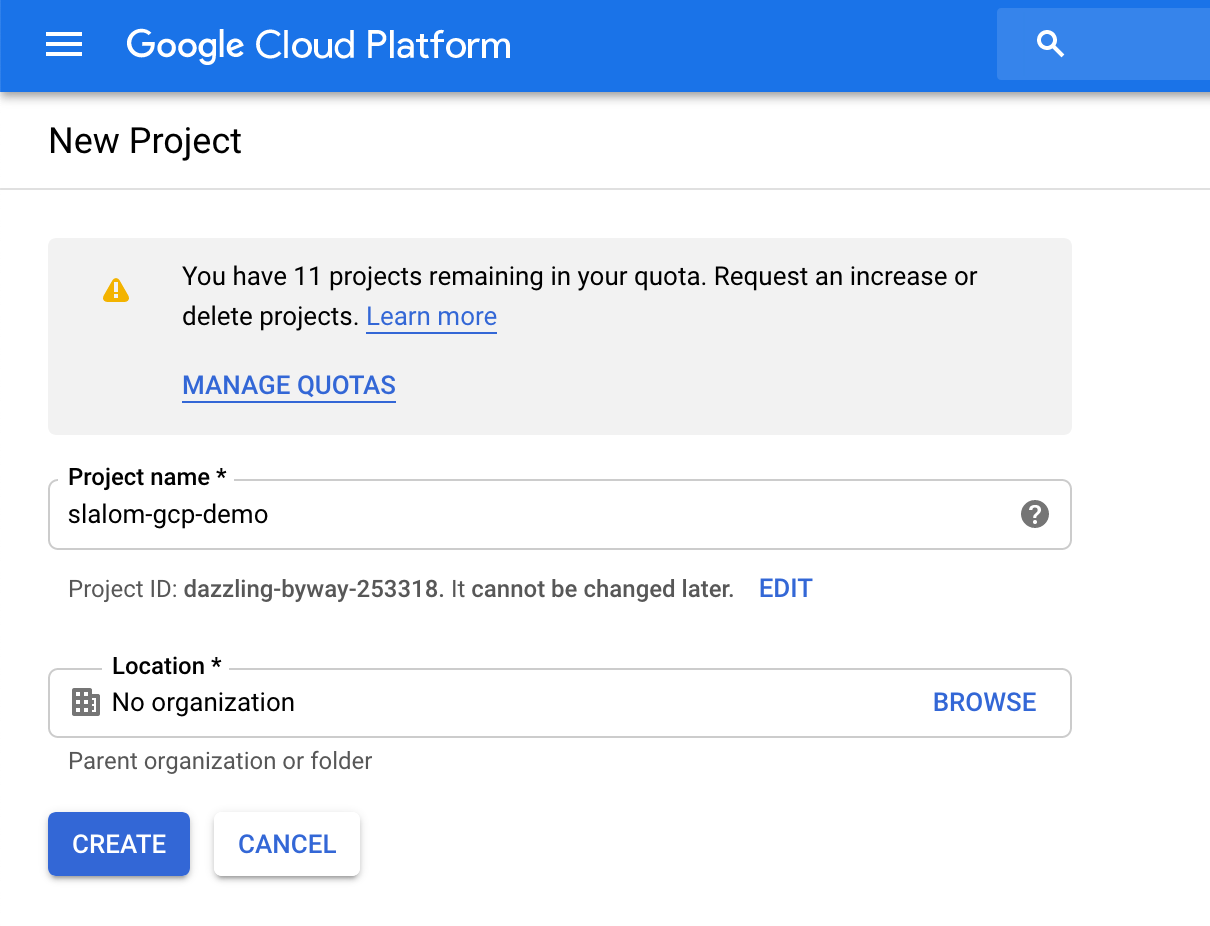 Google Cloud Platform
New Project
You have 11 projects remaining in your quota. Request an increase or
delete projects. Learn more
MANAGE QUOTAS
Project name *
slalom-gcp-demo
Project ID: dazzling-byway-253318. It cannot be changed later. EDIT
Location *
No organization BROWSE
Parent organization or folder
CREATE CANCEL